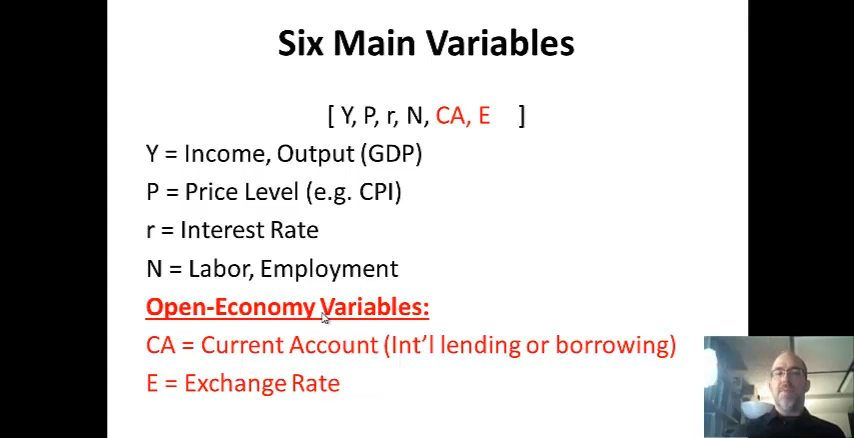 Six Main Variables
[ Y, P, r, N, CA, E ]
Y = Income, Output (GDP)
P = Price Level (e.g. CPI)
r = Interest Rate
N = Labor, Employment
Open-Economy Variables:
CA = Current Account (Int'l lending or borrowing)
E = Exchange Rate